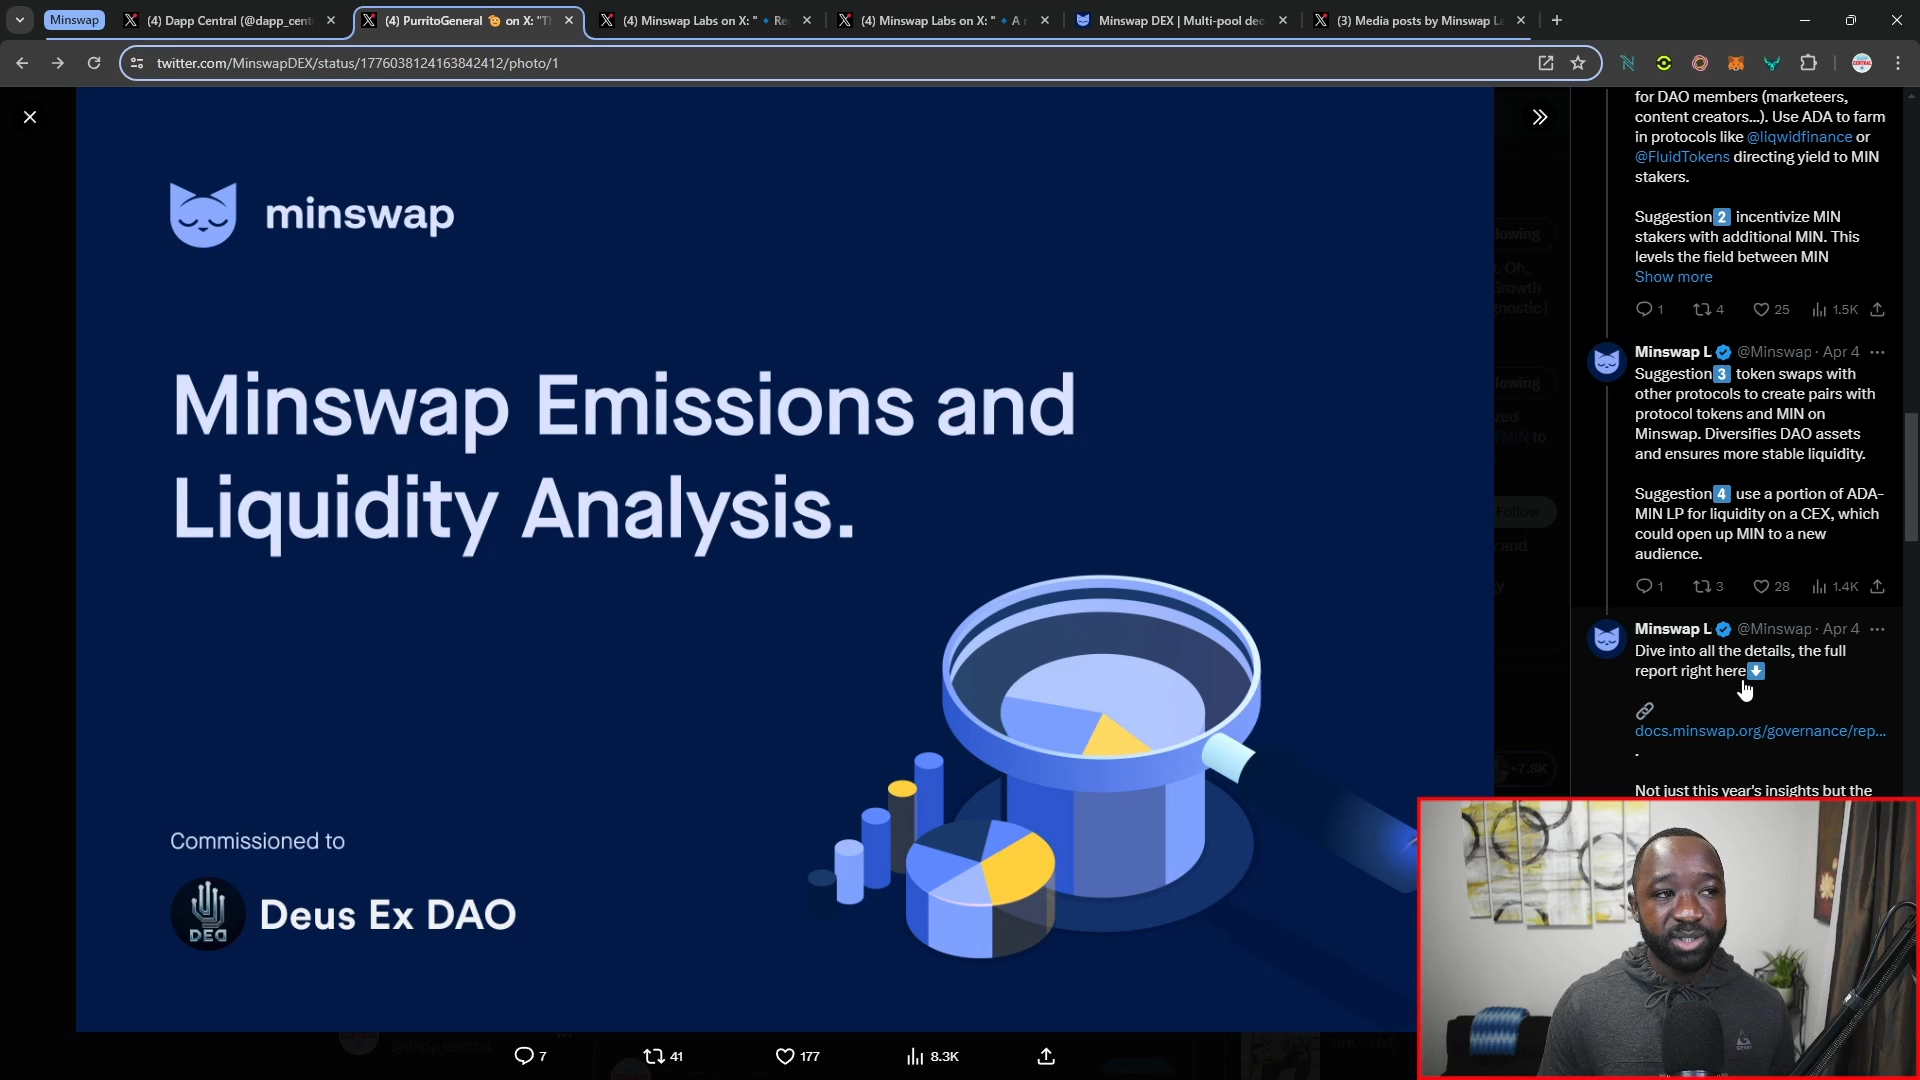 Minswap
(4) Dapp Central (@dapp_cent
(4) PurritoGeneral on X: "Th
(4) Minswap Labs on X: "🔹Re
(4) Minswap Labs on X: "🔹A
Minswap DEX | Multi-pool dec
(3) Media posts by Minswap L
twitter.com/MinswapDEX/status/1776038124163842412/photo/1
minswap
Minswap Emissions and
Liquidity Analysis.
Commissioned to
DED
Deus Ex DAO
7
41
177
8.3K
for DAO members (marketeers,
content creators...). Use ADA to farm
in protocols like @liqwidfinance or
@FluidTokens directing yield to MIN
stakers.
Suggestion2️⃣ incentivize MIN
stakers with additional MIN. This
levels the field between MIN
Show more
1 4 25 1.5K
Minswap L @Minswap · Apr 4 ...
Suggestion3️⃣ token swaps with
other protocols to create pairs with
protocol tokens and MIN on
Minswap. Diversifies DAO assets
and ensures more stable liquidity.
Suggestion4️⃣ use a portion of ADA-
MIN LP for liquidity on a CEX, which
could open up MIN to a new
audience.
1 3 28 1.4K
Minswap L @Minswap · Apr 4 ...
Dive into all the details, the full
report right here⬇️
🔗
docs.minswap.org/governance/rep...
.
Not just this year's insights but the